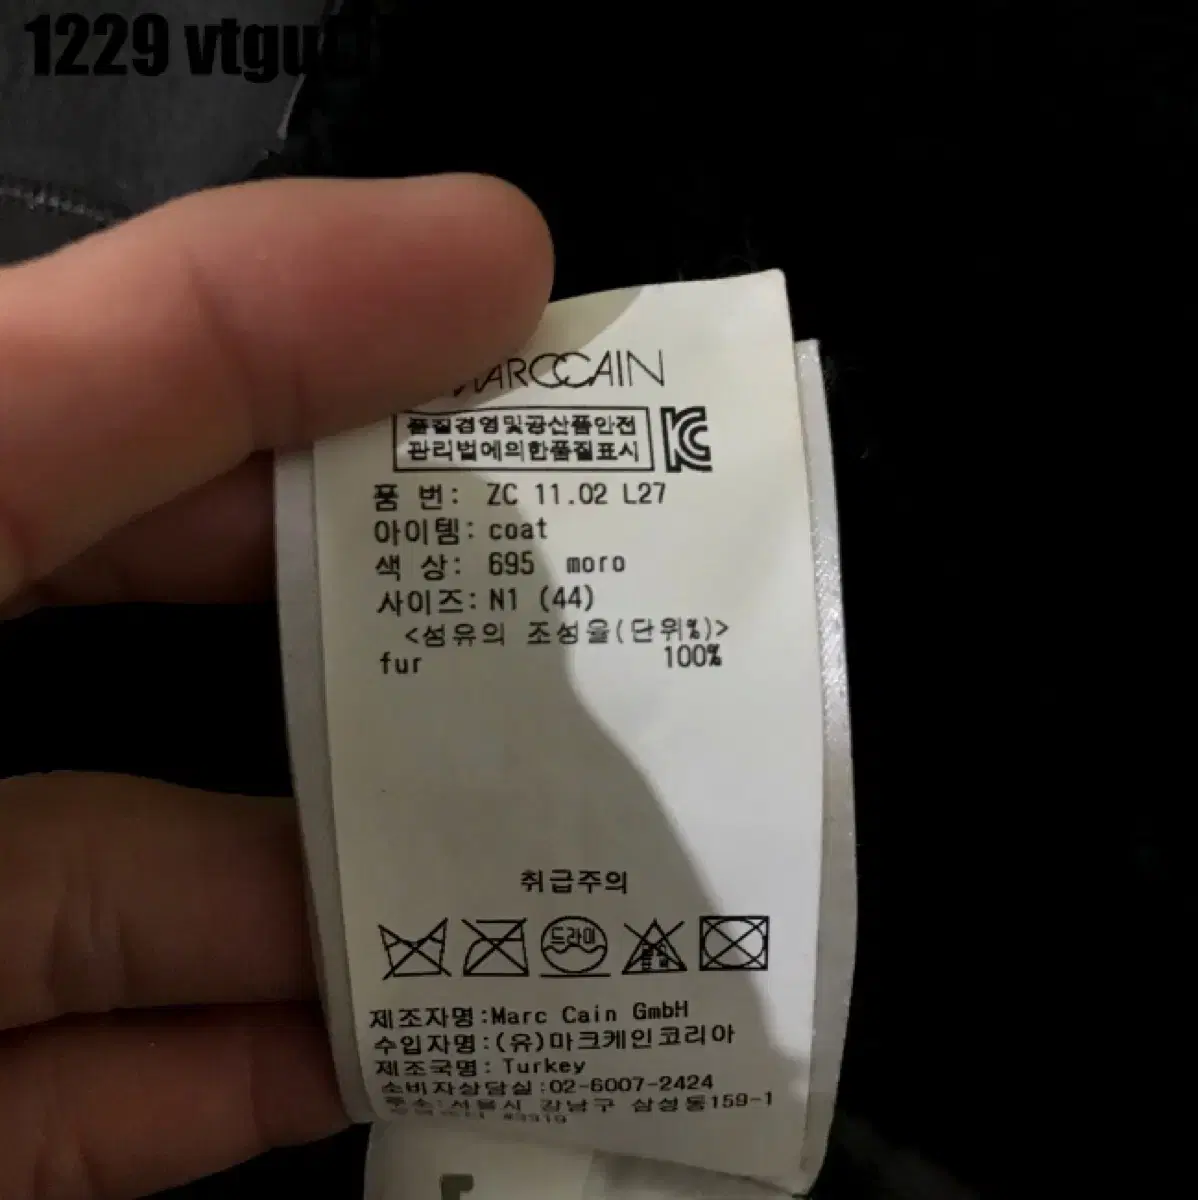 1229 vtguci
MARCCAIN
품질경영및공산품안전
관리법에의한품질표시
품 번: ZC 11.02 L27
아이템: coat
색 상: 695 moro
사이즈: N1 (44)
<섬유의 조성율(단위%)>
fur 100%
취급주의
드라이
제조자명:Marc Cain GmbH
수입자명:(유)마크케인코리아
제조국명: Turkey
소비자상담실:02-6007-2424
주소:서울시 강남구 삼성동159-1
#3319